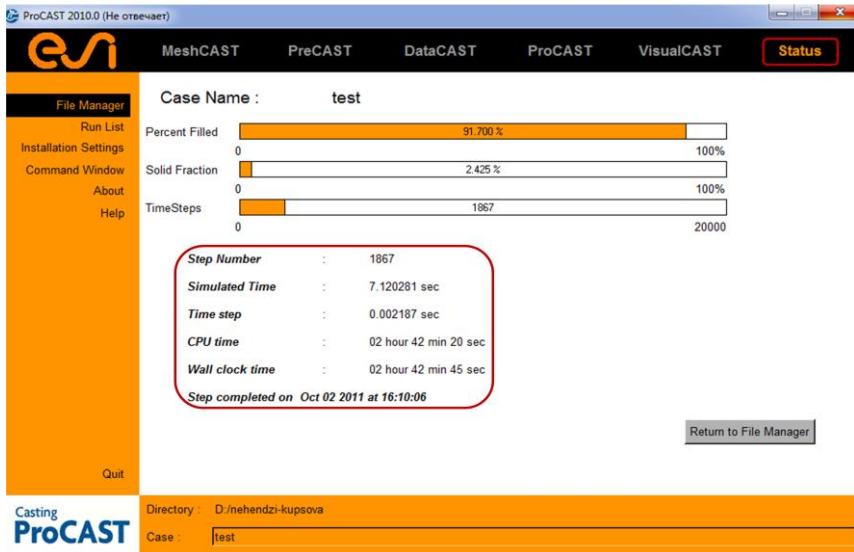 ProCAST 2010.0 (Не отвечает)
esi MeshCAST PreCAST DataCAST ProCAST VisualCAST Status
File Manager
Run List
Installation Settings
Command Window
About
Help
Case Name : test
Percent Filled 91.700 %
0 100%
Solid Fraction 2.425 %
0 100%
TimeSteps 1867
0 20000
Step Number : 1867
Simulated Time : 7.120281 sec
Time step : 0.002187 sec
CPU time : 02 hour 42 min 20 sec
Wall clock time : 02 hour 42 min 45 sec
Step completed on Oct 02 2011 at 16:10:06
Return to File Manager
Quit
Casting
ProCAST
Directory : D:/nehendzi-kupsova
Case : test